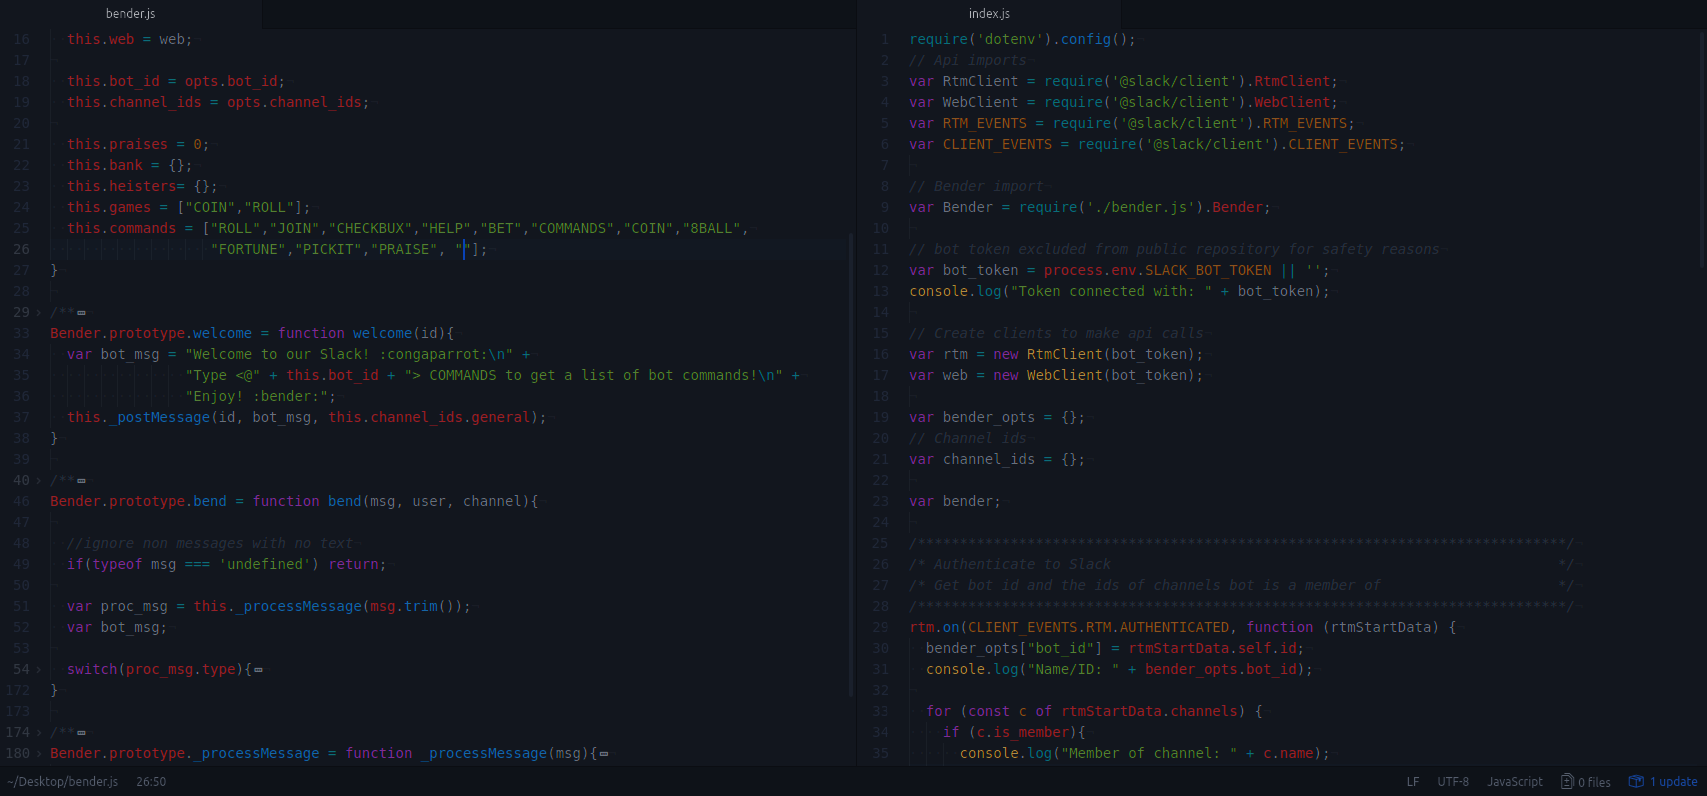 bender.js
16 this.web = web;
17
18 this.bot_id = opts.bot_id;
19 this.channel_ids = opts.channel_ids;
20
21 this.praises = 0;
22 this.bank = {};
23 this.heisters= {};
24 this.games = ["COIN","ROLL"];
25 this.commands = ["ROLL","JOIN","CHECKBUX","HELP","BET","COMMANDS","COIN","8BALL",
26 "FORTUNE","PICKIT","PRAISE", ""];
27 }
28
29 /**
33 Bender.prototype.welcome = function welcome(id){
34 var bot_msg = "Welcome to our Slack! :congaparrot:\n" +
35 "Type <@" + this.bot_id + "> COMMANDS to get a list of bot commands!\n" +
36 "Enjoy! :bender:";
37 this._postMessage(id, bot_msg, this.channel_ids.general);
38 }
39
40 /**
46 Bender.prototype.bend = function bend(msg, user, channel){
47
48 //ignore non messages with no text
49 if(typeof msg === 'undefined') return;
50
51 var proc_msg = this._processMessage(msg.trim());
52 var bot_msg;
53
54 switch(proc_msg.type){
172 }
173
174 /**
180 Bender.prototype._processMessage = function _processMessage(msg){
index.js
1 require('dotenv').config();
2 // Api imports
3 var RtmClient = require('@slack/client').RtmClient;
4 var WebClient = require('@slack/client').WebClient;
5 var RTM_EVENTS = require('@slack/client').RTM_EVENTS;
6 var CLIENT_EVENTS = require('@slack/client').CLIENT_EVENTS;
7
8 // Bender import
9 var Bender = require('./bender.js').Bender;
10
11 // bot token excluded from public repository for safety reasons
12 var bot_token = process.env.SLACK_BOT_TOKEN || '';
13 console.log("Token connected with: " + bot_token);
14
15 // Create clients to make api calls
16 var rtm = new RtmClient(bot_token);
17 var web = new WebClient(bot_token);
18
19 var bender_opts = {};
20 // Channel ids
21 var channel_ids = {};
22
23 var bender;
24
25 /*****************************************************************************/
26 /* Authenticate to Slack */
27 /* Get bot id and the ids of channels bot is a member of */
28 /*****************************************************************************/
29 rtm.on(CLIENT_EVENTS.RTM.AUTHENTICATED, function (rtmStartData) {
30 bender_opts["bot_id"] = rtmStartData.self.id;
31 console.log("Name/ID: " + bender_opts.bot_id);
32
33 for (const c of rtmStartData.channels) {
34 if (c.is_member){
35 console.log("Member of channel: " + c.name);
~/Desktop/bender.js 26:50 LF UTF-8 JavaScript 0 files 1 update